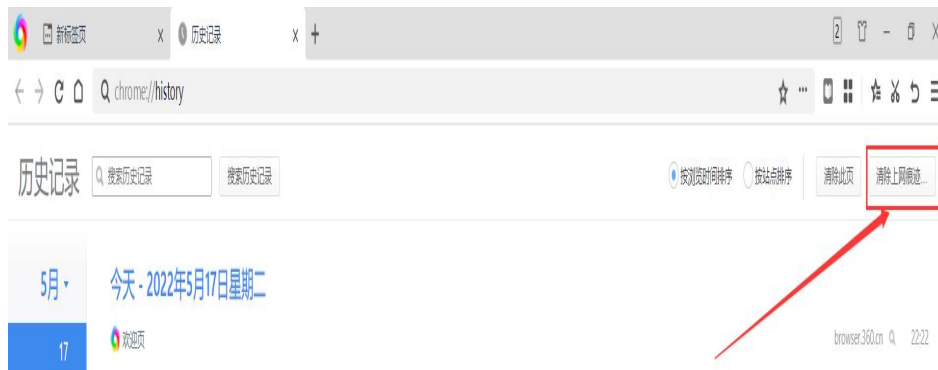 新标签页 x 历史记录 x + 2
chrome://history
历史记录 搜索历史记录 搜索历史记录 按浏览时间排序 按站点排序 清除此页 清除上网痕迹...
5月 今天 - 2022年5月17日星期二
17 欢迎页 browser.360.cn 22:22